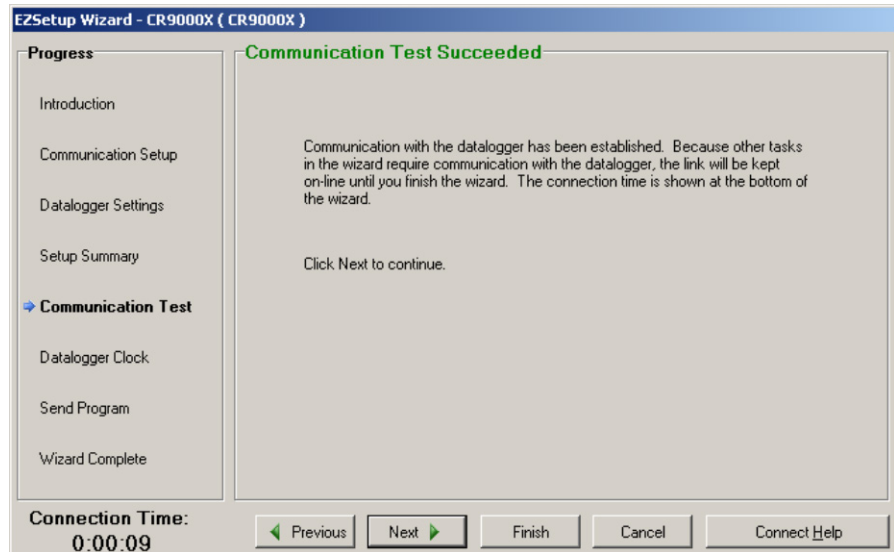 EZSetup Wizard - CR9000X ( CR9000X )
Progress
Introduction
Communication Setup
Datalogger Settings
Setup Summary
Communication Test
Datalogger Clock
Send Program
Wizard Complete
Communication Test Succeeded
Communication with the datalogger has been established. Because other tasks
in the wizard require communication with the datalogger, the link will be kept
on-line until you finish the wizard. The connection time is shown at the bottom of
the wizard.
Click Next to continue.
Connection Time:
0:00:09
Previous
Next
Finish
Cancel
Connect Help